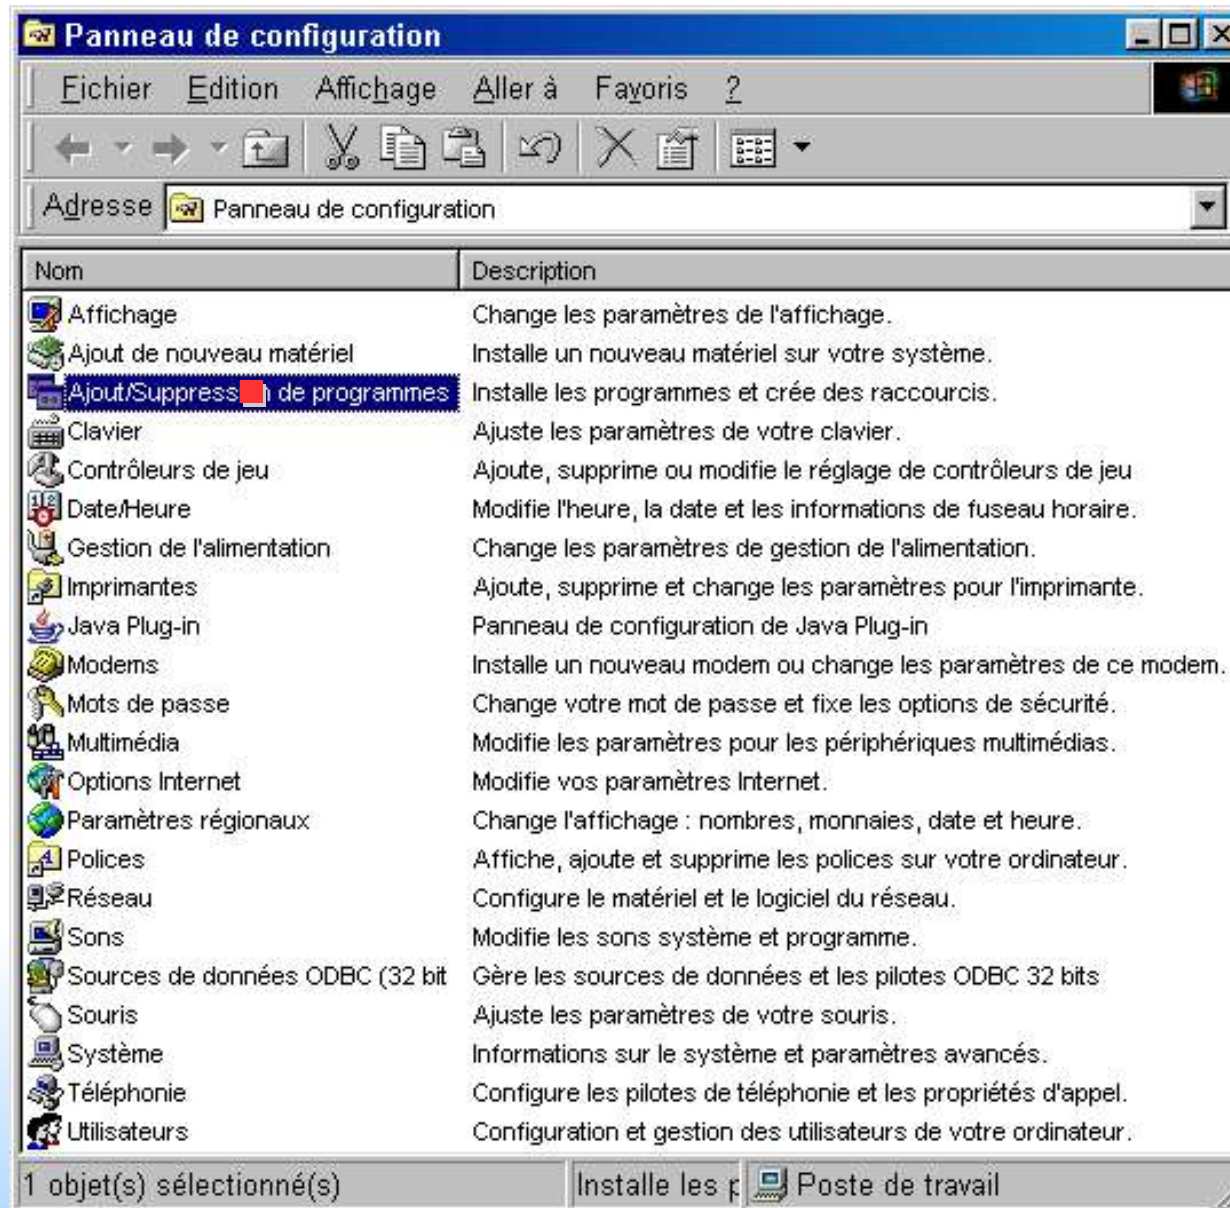 Panneau de configuration
Fichier Edition Affichage Aller à Favoris ?
Adresse Panneau de configuration
Nom Description
Affichage Change les paramètres de l'affichage.
Ajout de nouveau matériel Installe un nouveau matériel sur votre système.
de programmes Installe les programmes et crée des raccourcis.
Clavier Ajuste les paramètres de votre clavier.
Contrôleurs de jeu Ajoute, supprime ou modifie le réglage de contrôleurs de jeu
Date/Heure Modifie l'heure, la date et les informations de fuseau horaire.
Gestion de l'alimentation Change les paramètres de gestion de l'alimentation.
Imprimantes Ajoute, supprime et change les paramètres pour l'imprimante.
Java Plug-in Panneau de configuration de Java Plug-in
Modems Installe un nouveau modem ou change les paramètres de ce modem.
Mots de passe Change votre mot de passe et fixe les options de sécurité.
Multimédia Modifie les paramètres pour les périphériques multimédias.
Options Internet Modifie vos paramètres Internet.
Paramètres régionaux Change l'affichage : nombres, monnaies, date et heure.
Polices Affiche, ajoute et supprime les polices sur votre ordinateur.
Réseau Configure le matériel et le logiciel du réseau.
Sons Modifie les sons système et programme.
Sources de données ODBC (32 bit Gère les sources de données et les pilotes ODBC 32 bits
Souris Ajuste les paramètres de votre souris.
Système Informations sur le système et paramètres avancés.
Téléphonie Configure les pilotes de téléphonie et les propriétés d'appel.
Utilisateurs Configuration et gestion des utilisateurs de votre ordinateur.
1 objet(s) sélectionné(s) Installe les p Poste de travail